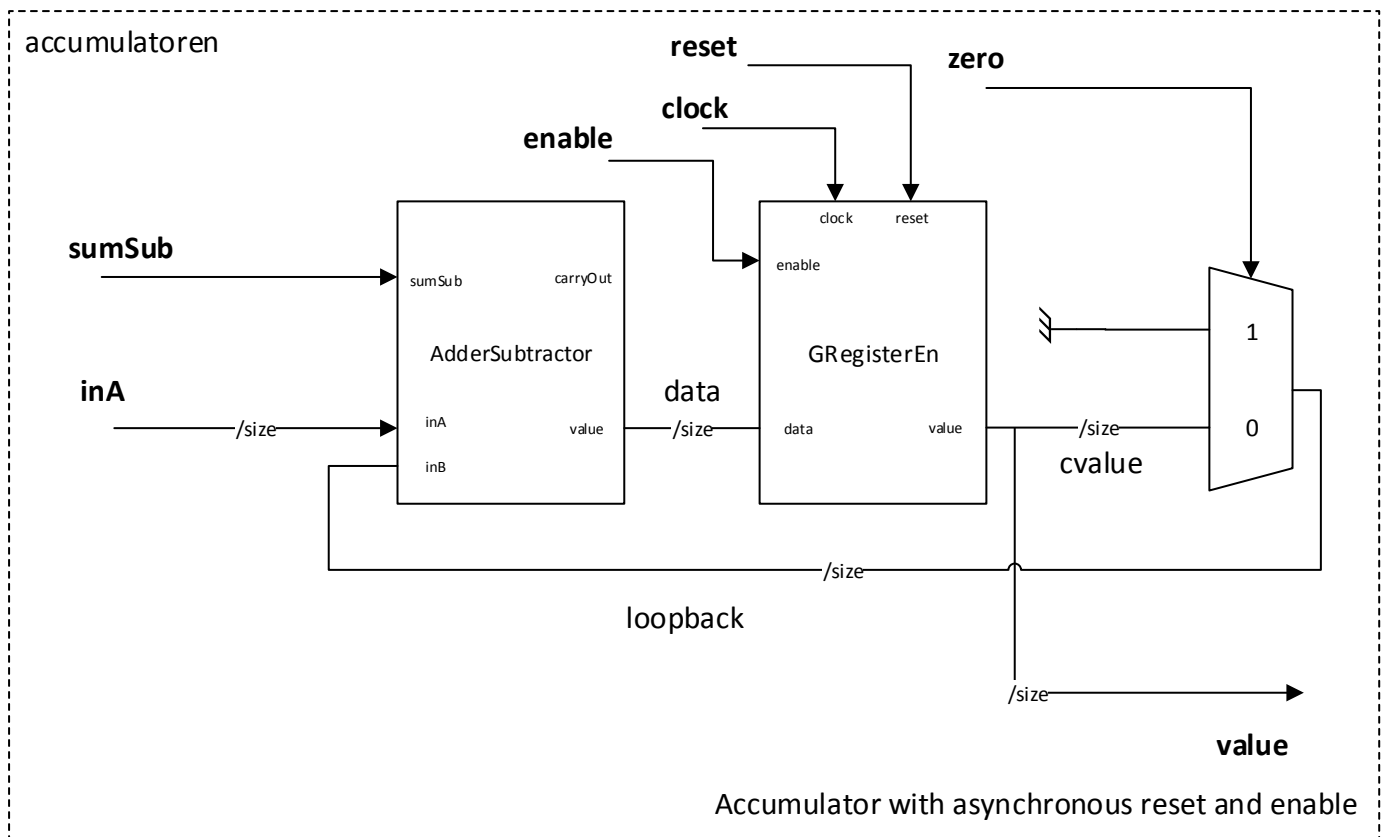 accumulatoren
reset
zero
clock
enable
clock reset
sumSub
enable
sumSub carryOut
1
AdderSubtractor
GRegisterEn
inA
data
/size
inA
value
/size
data
value
/size
0
inB
cvalue
/size
loopback
/size
value
Accumulator with asynchronous reset and enable